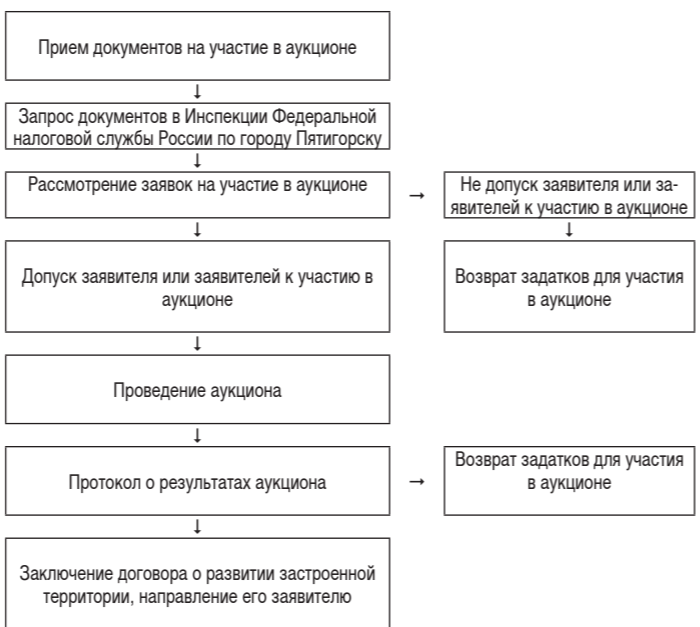 Прием документов на участие в аукционе
↓
Запрос документов в Инспекции Федеральной
налоговой службы России по городу Пятигорску
↓
Рассмотрение заявок на участие в аукционе
→
Не допуск заявителя или за-
явителей к участию в аукционе
↓
↓
Допуск заявителя или заявителей к участию в
аукционе
Возврат задатков для участия
в аукционе
↓
Проведение аукциона
↓
Протокол о результатах аукциона
→
Возврат задатков для участия
в аукционе
↓
Заключение договора о развитии застроенной
территории, направление его заявителю